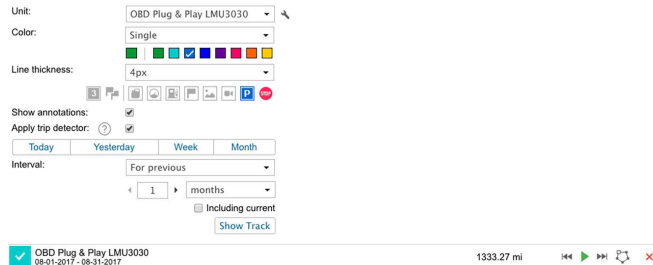 Unit:
OBD Plug & Play LMU3030
Color:
Single
Line thickness:
4px
3
P
STOP
Show annotations:
Apply trip detector: ?
Today Yesterday Week Month
Interval:
For previous
1 months
Including current
Show Track
OBD Plug & Play LMU3030
1333.27 mi
08-01-2017 - 08-31-2017